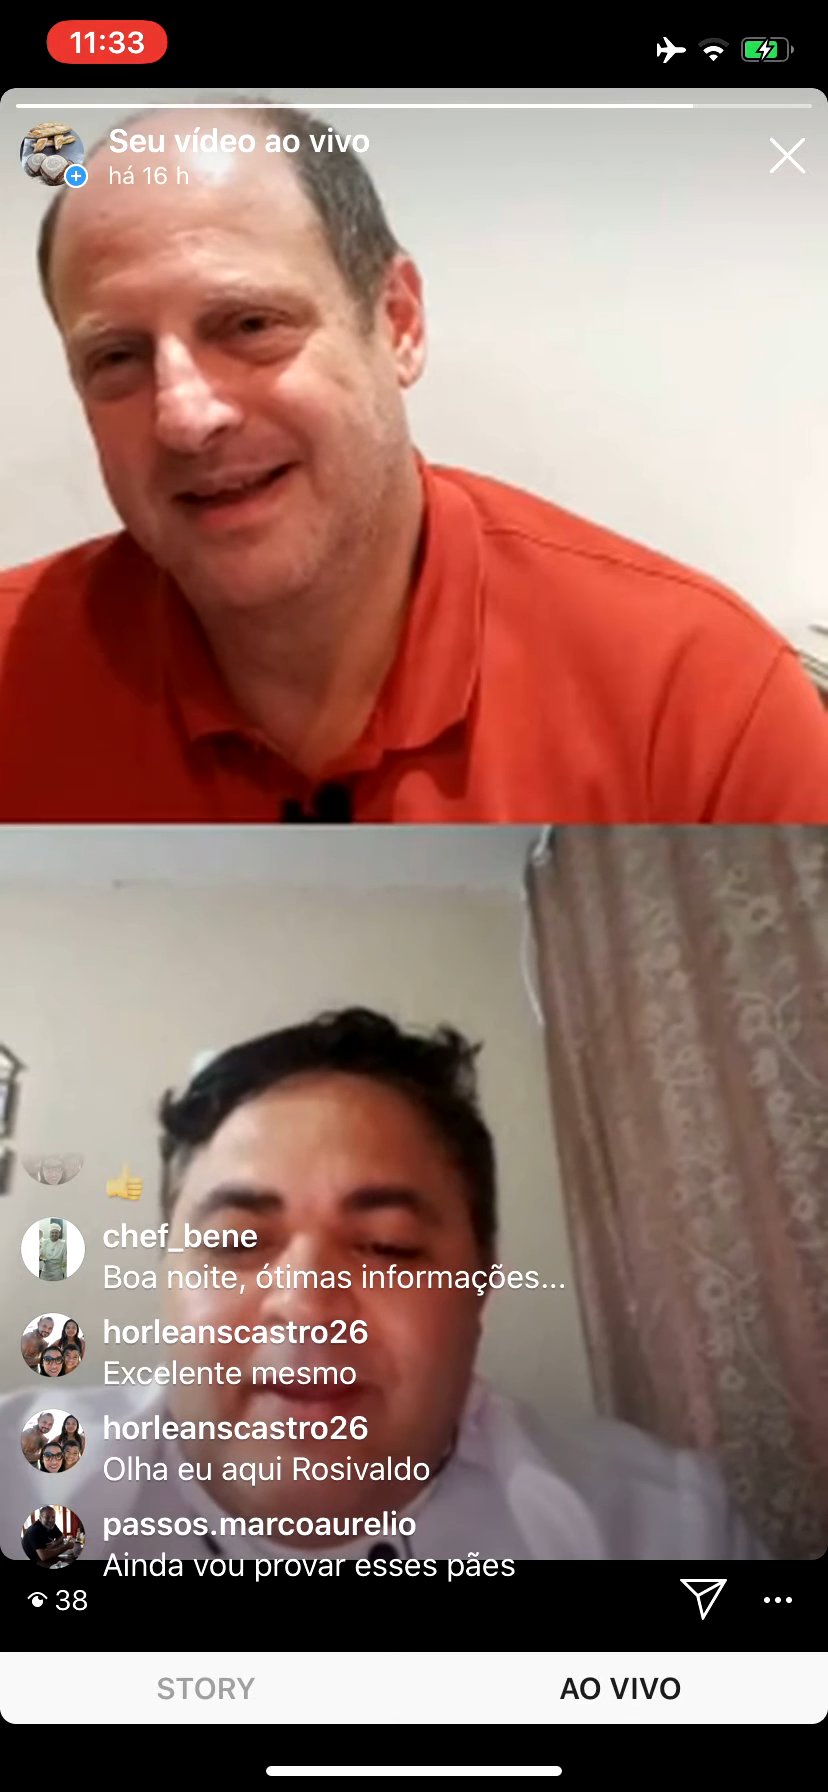 11:33
Seu vídeo ao vivo
há 16 h
chef_bene
Boa noite, ótimas informações...
horleanscastro26
Excelente mesmo
horleanscastro26
Olha eu aqui Rosivaldo
passos.marcoaurelio
Ainda vou provar esses pães
38
STORY
AO VIVO